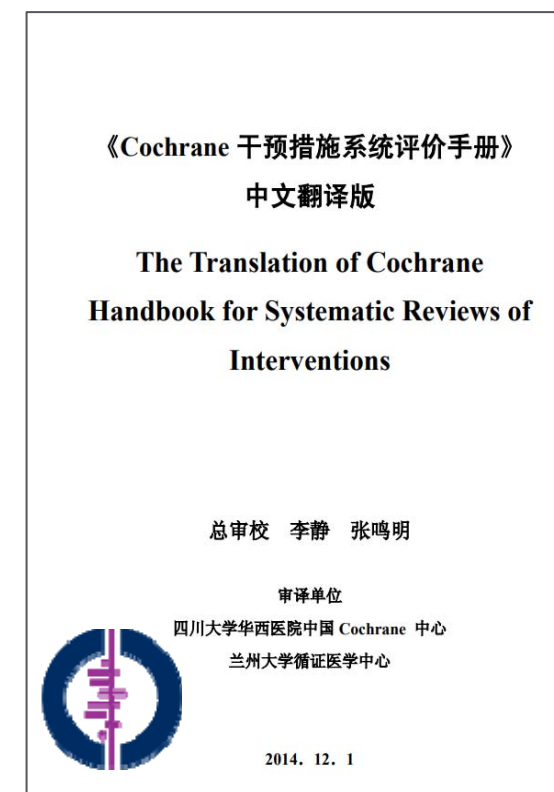 《Cochrane 干预措施系统评价手册》
中文翻译版
The Translation of Cochrane
Handbook for Systematic Reviews of
Interventions
总审校 李静 张鸣明
审译单位
四川大学华西医院中国 Cochrane 中心
兰州大学循证医学中心
2014. 12. 1